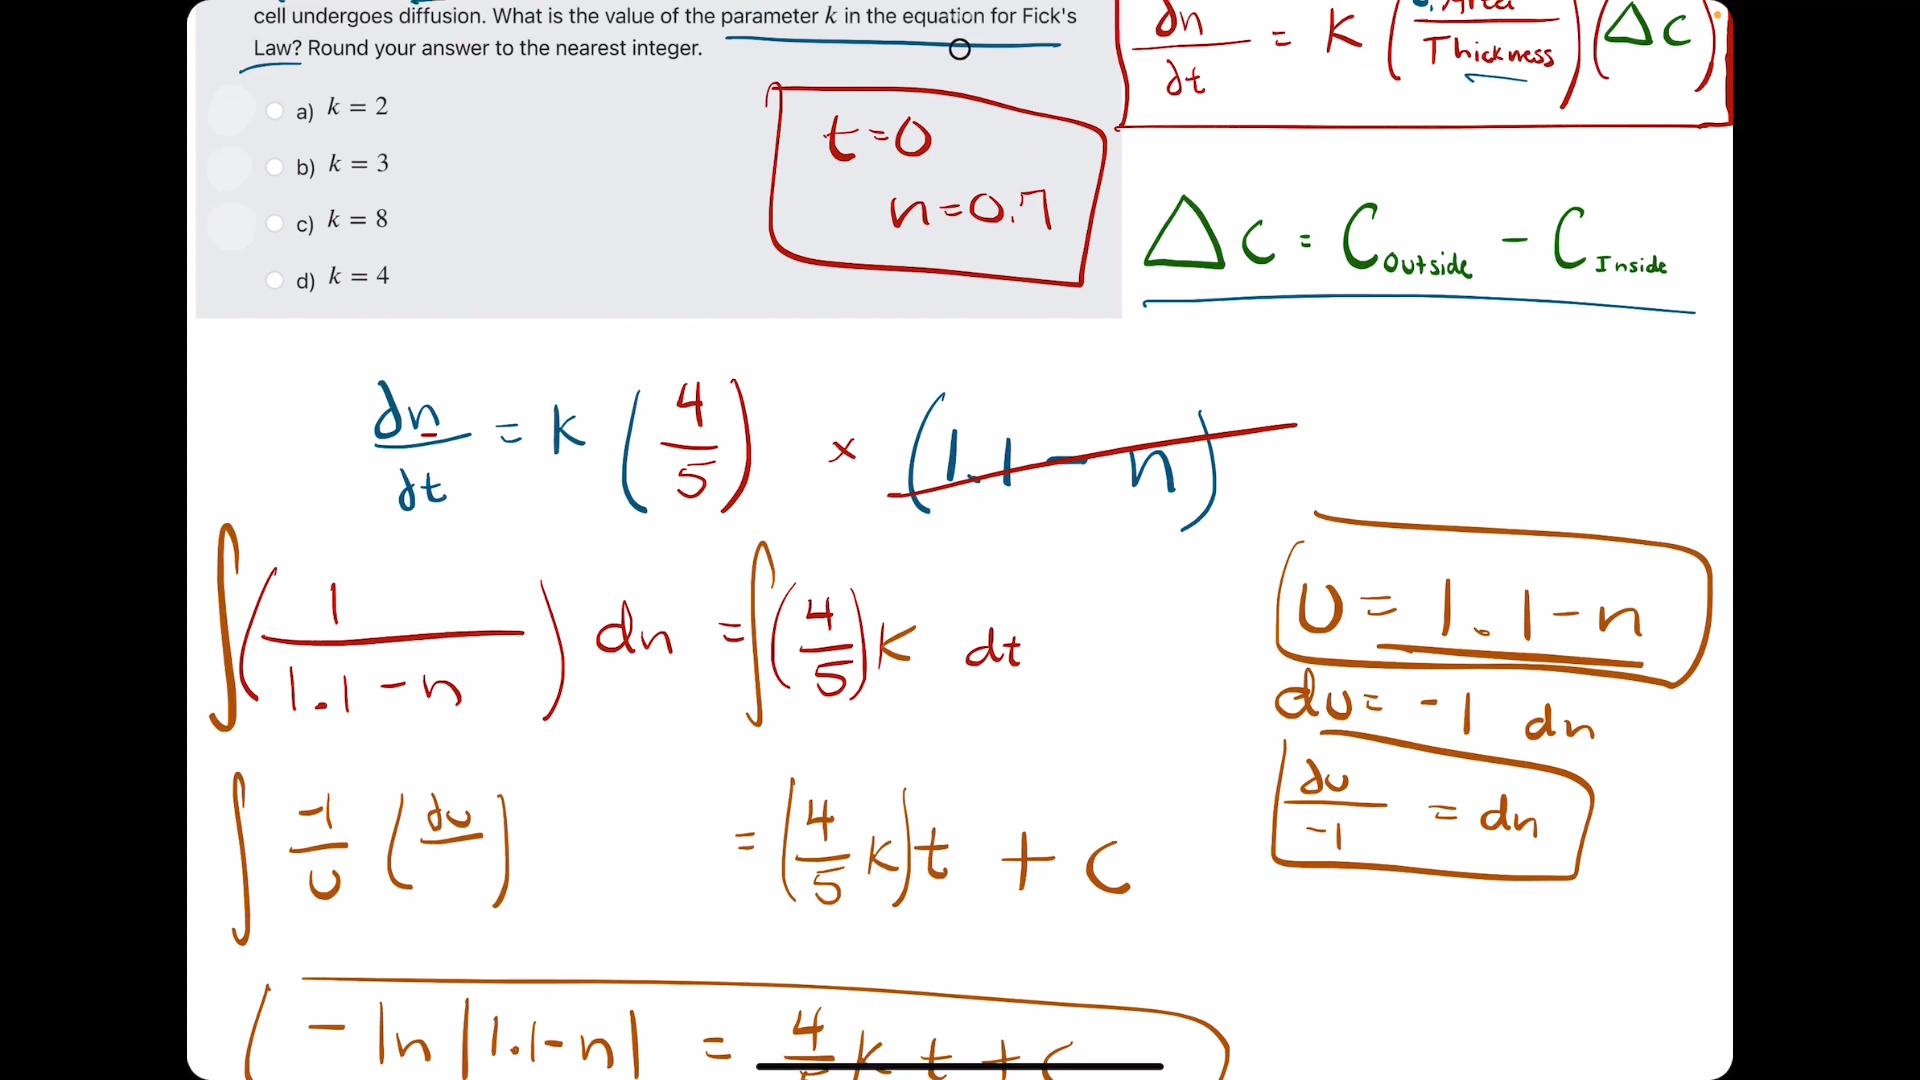 cell undergoes diffusion. What is the value of the parameter k in the equation for Fick's
Law? Round your answer to the nearest integer.
a) k = 2
b) k = 3
c) k = 8
d) k = 4
t=0
n=0.7
dn/dt = K (Area/Thickness)(ΔC)
ΔC = C Outside - C Inside
dn/dt = K (4/5) × (1.1 - n)
∫(1/(1.1-n)) dn = ∫(4/5)K dt
U = 1.1-n
du = -1 dn
du/-1 = dn
∫ -1/U (du) = (4/5 K)t + C
-ln|1.1-n| = 4/5 K t + C